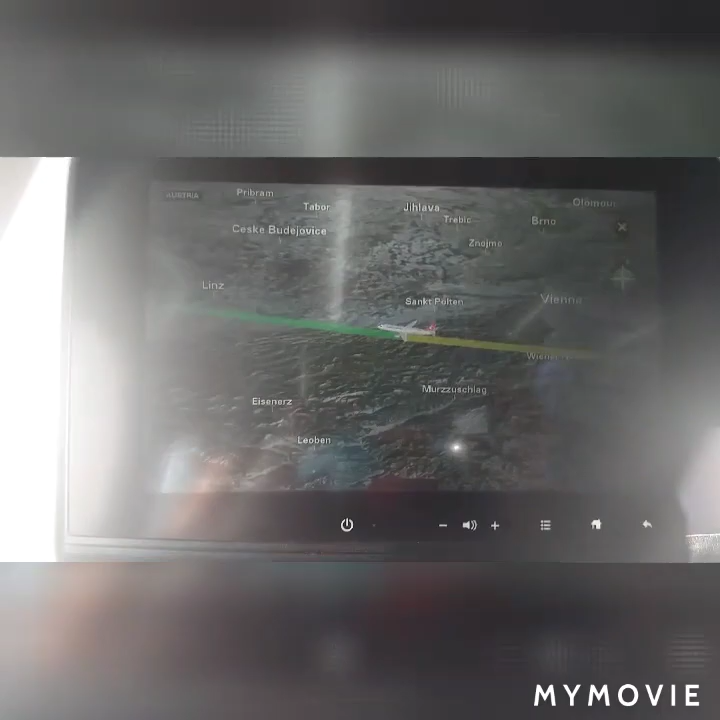 AUSTRIA
Pribram
Tabor
Jihlava
Olomouc
Trebic
Brno
Ceske Budejovice
Znojmo
Linz
Sankt Polten
Vienna
Wiener
Murzzuschlag
Eisenerz
Leoben
MYMOVIE